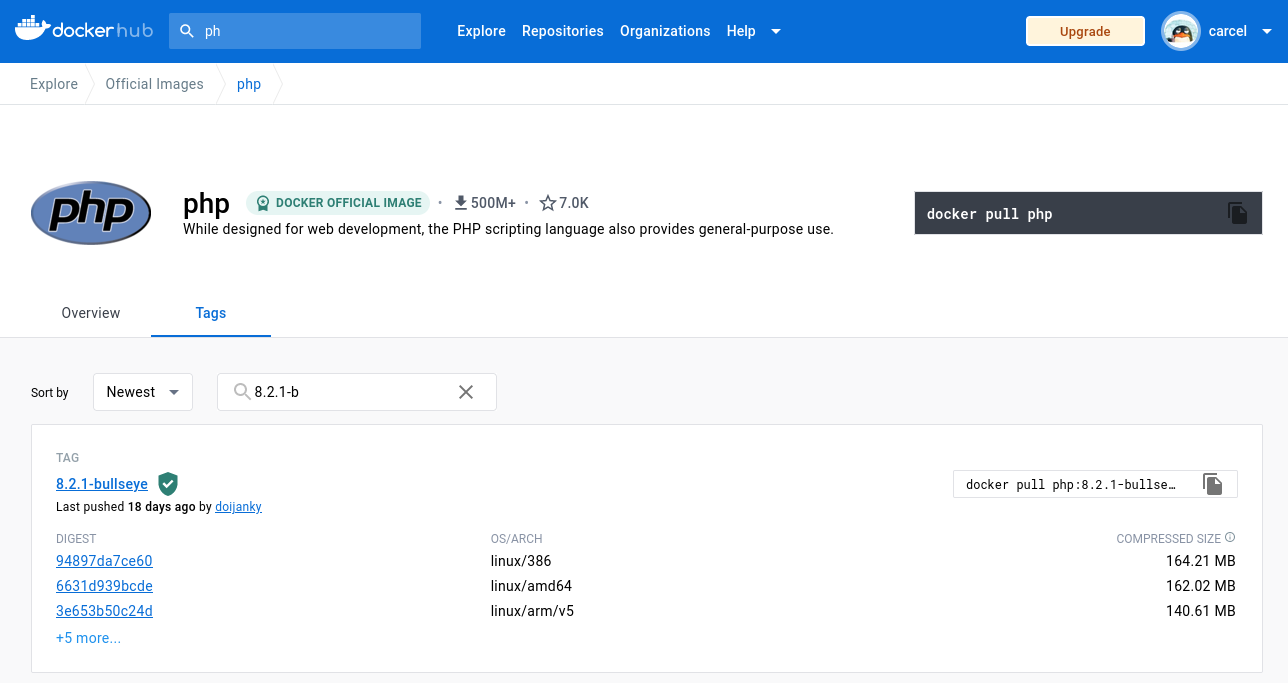 dockerhub ph Explore Repositories Organizations Help Upgrade carcel
Explore Official Images php
php
php DOCKER OFFICIAL IMAGE • 500M+ • 7.0K
While designed for web development, the PHP scripting language also provides general-purpose use.
docker pull php
Overview Tags
Sort by Newest 8.2.1-b
TAG
8.2.1-bullseye
docker pull php:8.2.1-bullse…
Last pushed 18 days ago by doijanky
DIGEST OS/ARCH COMPRESSED SIZE
94897da7ce60 linux/386 164.21 MB
6631d939bcde linux/amd64 162.02 MB
3e653b50c24d linux/arm/v5 140.61 MB
+5 more...